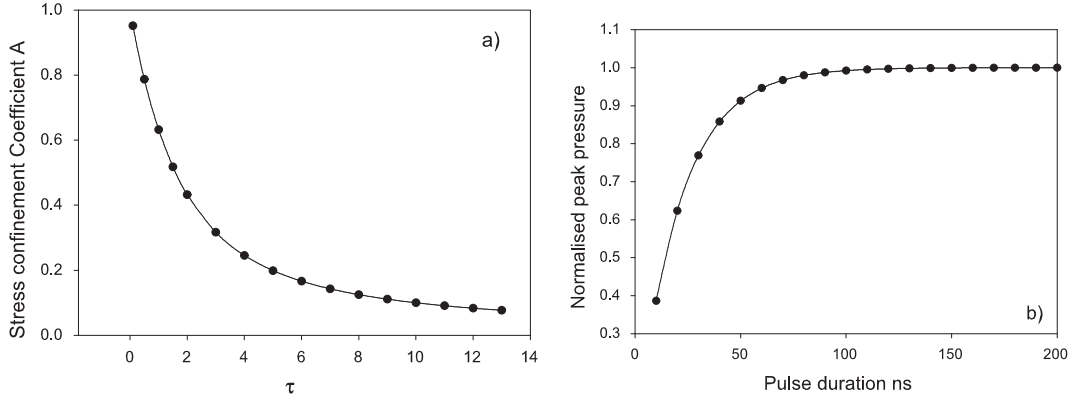 a)
Stress confinement Coefficient A
1.0
0.8
0.6
0.4
0.2
0.0
0 2 4 6 8 10 12 14
τ
b)
Normalised peak pressure
1.1
1.0
0.9
0.8
0.7
0.6
0.5
0.4
0.3
0 50 100 150 200
Pulse duration ns